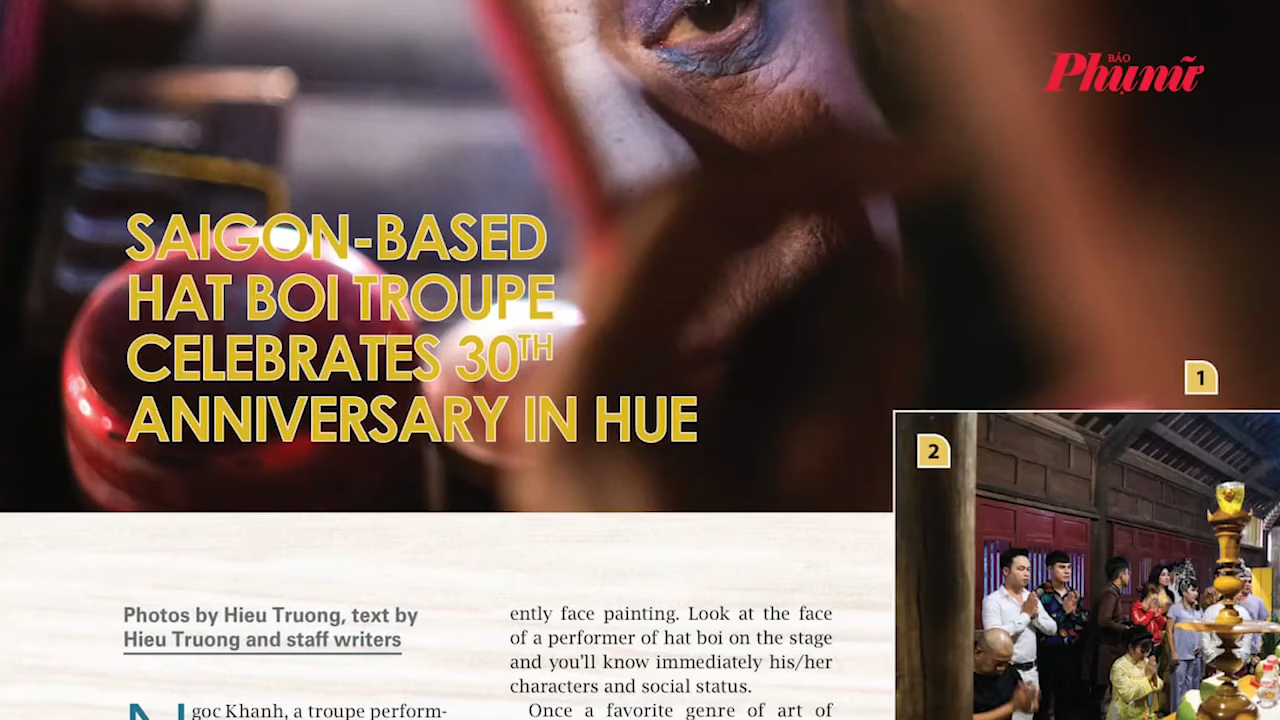 BÁO
Phụ nữ
SAIGON-BASED
HAT BOI TROUPE
CELEBRATES 30TH
ANNIVERSARY IN HUE
1
2
Photos by Hieu Truong, text by
Hieu Truong and staff writers
Ngoc Khanh, a troupe perform-
ently face painting. Look at the face
of a performer of hat boi on the stage
and you'll know immediately his/her
characters and social status.
Once a favorite genre of art of